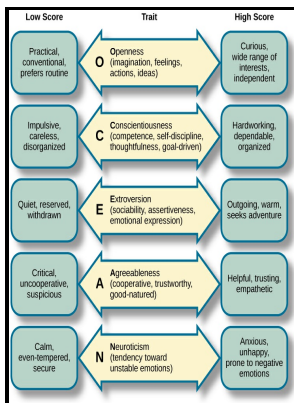 Low Score
Trait
High Score
Practical,
conventional,
prefers routine
O
Openness
(imagination, feelings,
actions, ideas)
Curious,
wide range of
interests,
independent
Impulsive,
careless,
disorganized
C
Conscientiousness
(competence, self-discipline,
thoughtfulness, goal-driven)
Hardworking,
dependable,
organized
Quiet, reserved,
withdrawn
E
Extroversion
(sociability, assertiveness,
emotional expression)
Outgoing, warm,
seeks adventure
Critical,
uncooperative,
suspicious
A
Agreeableness
(cooperative, trustworthy,
good-natured)
Helpful, trusting,
empathetic
Calm,
even-tempered,
secure
N
Neuroticism
(tendency toward
unstable emotions)
Anxious,
unhappy,
prone to negative
emotions